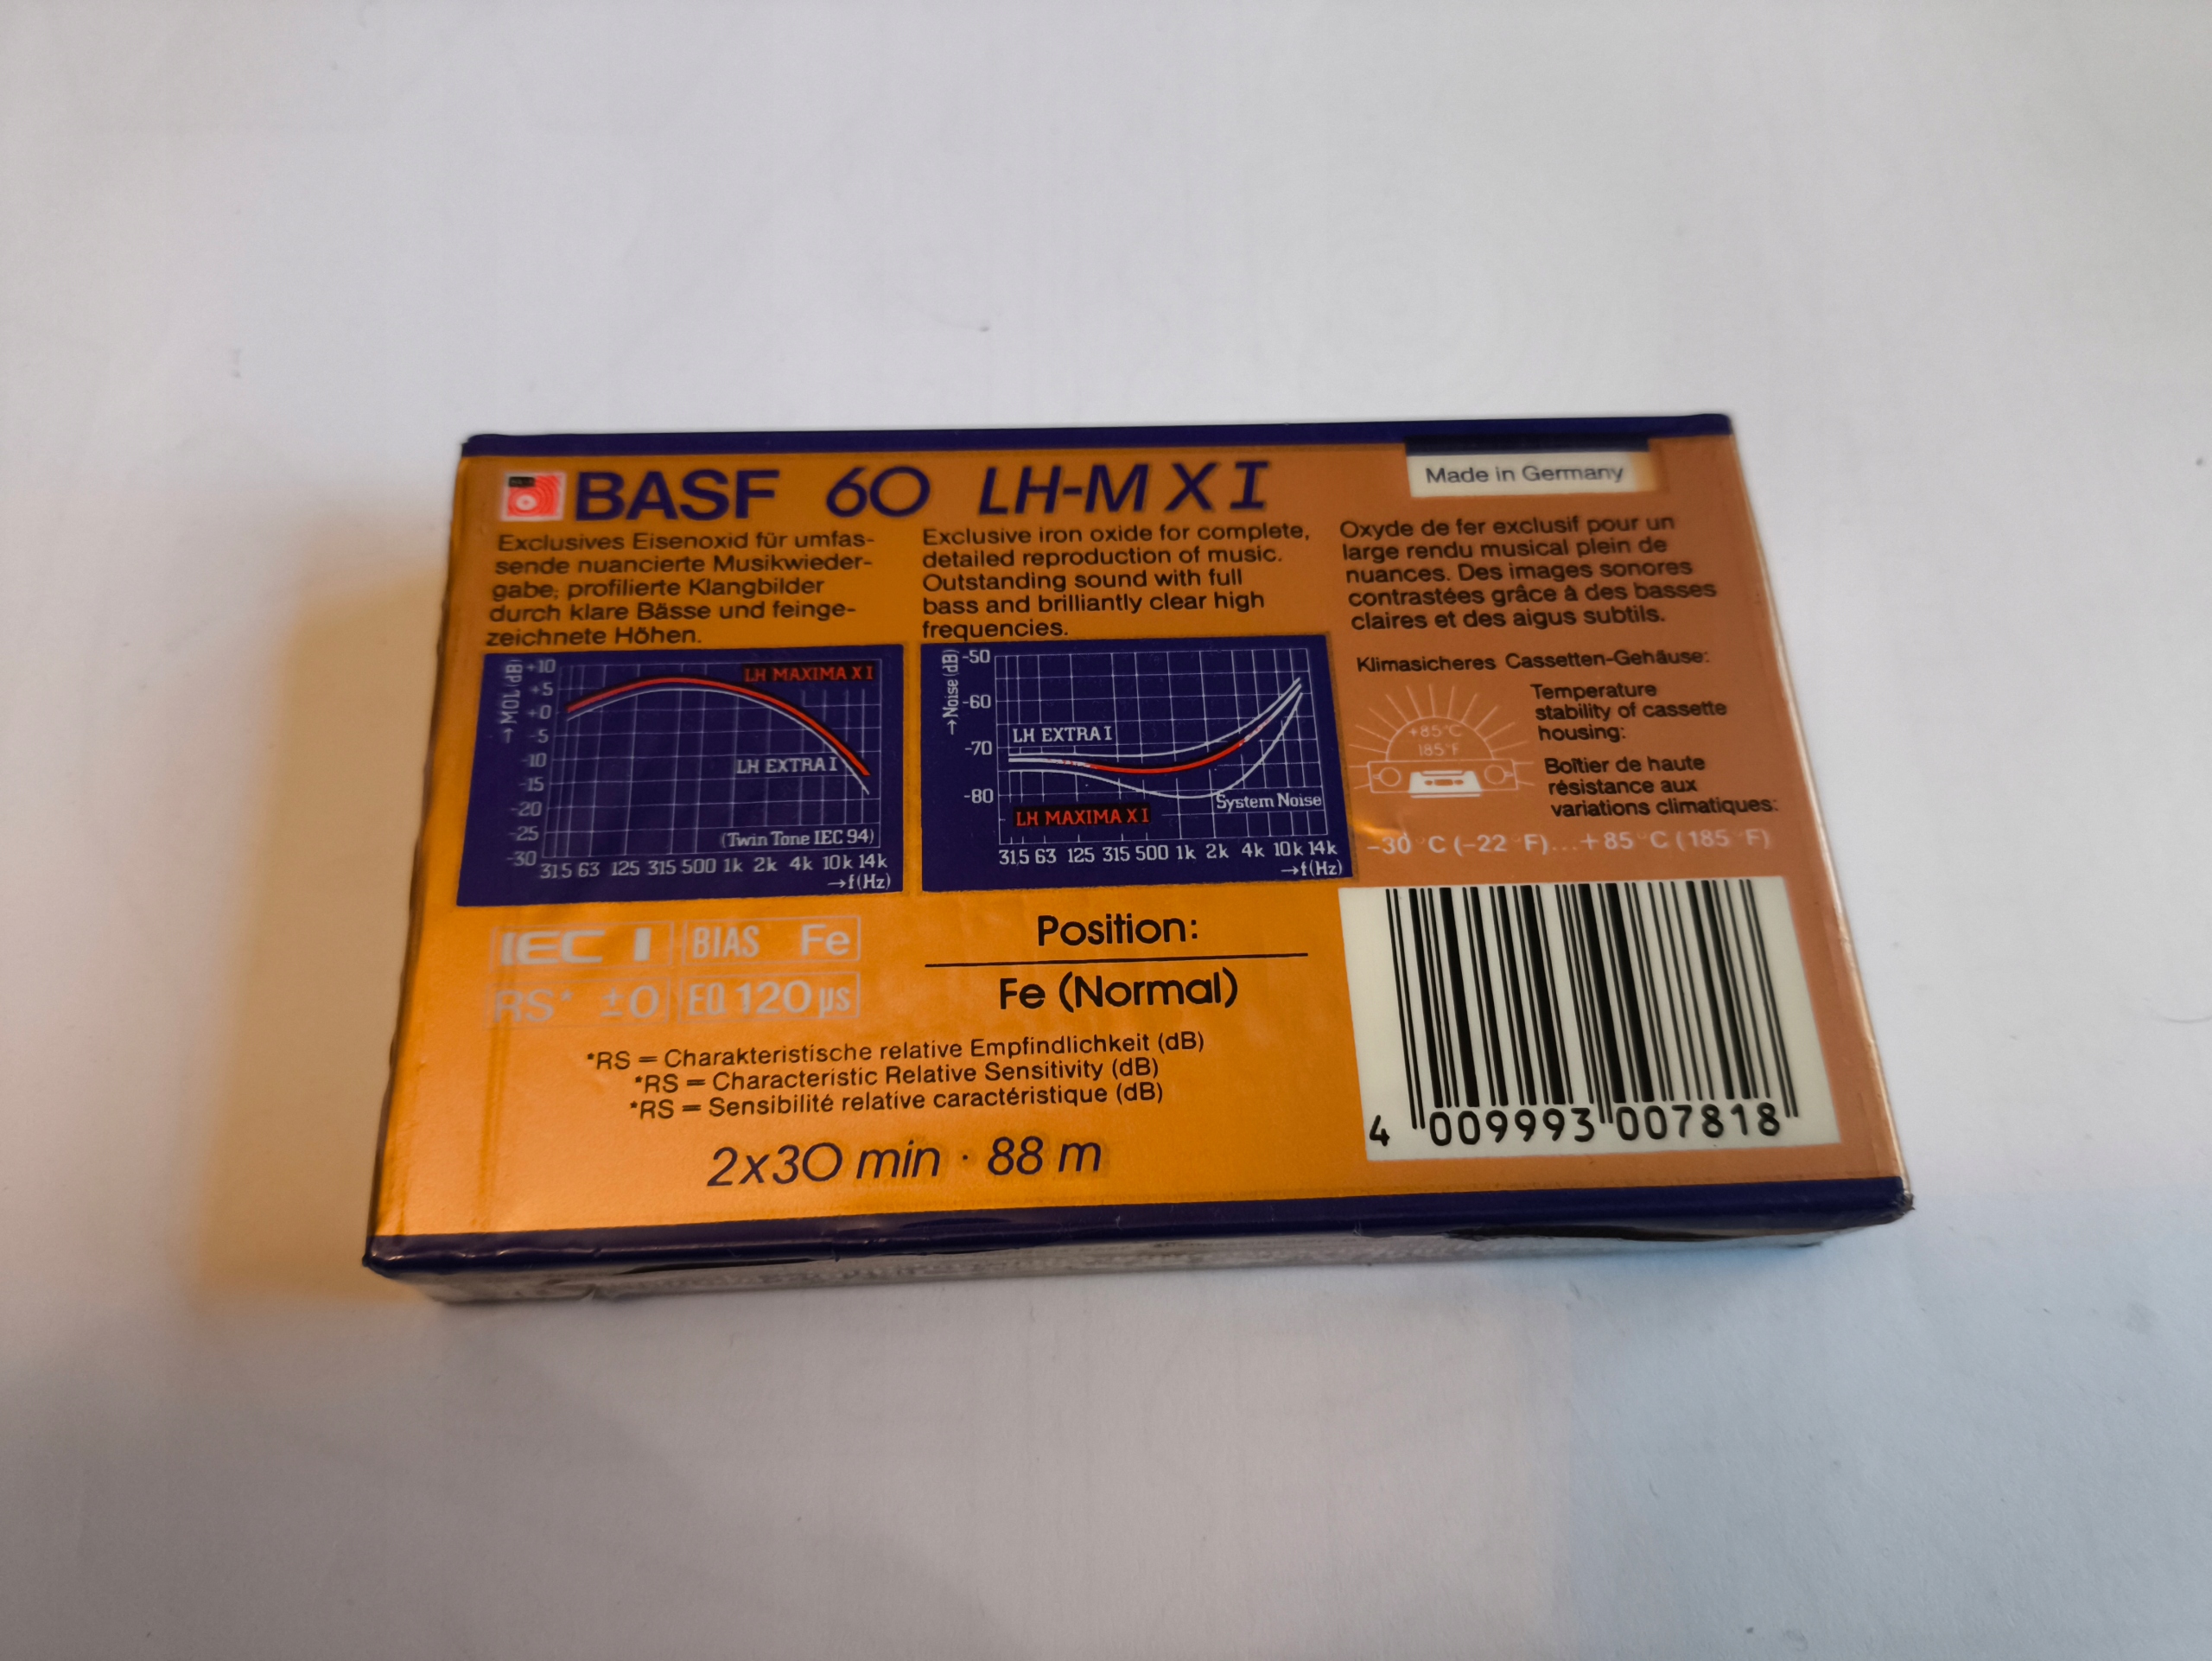 BASF 60 LH-M X I
Made in Germany
Exclusives Eisenoxid für umfas-
sende nuancierte Musikwieder-
gabe; profilierte Klangbilder
durch klare Bässe und feinge-
zeichnete Höhen.
Exclusive iron oxide for complete,
detailed reproduction of music.
Outstanding sound with full
bass and brilliantly clear high
frequencies.
Oxyde de fer exclusif pour un
large rendu musical plein de
nuances. Des images sonores
contrastées grâce à des basses
claires et des aigus subtils.
→ MOL (dB)
+10
+5
+0
-5
-10
-15
-20
-25
-30
LH MAXIMA X I
LH EXTRA I
(Twin Tone IEC 94)
31,5 63 125 315 500 1k 2k 4k 10k 14k
→f(Hz)
→Noise (dB)
-50
-60
-70
-80
LH EXTRA I
LH MAXIMA X I
System Noise
31,5 63 125 315 500 1k 2k 4k 10k 14k
→f(Hz)
Klimasicheres Cassetten-Gehäuse:
Temperature
stability of cassette
housing:
Boîtier de haute
résistance aux
variations climatiques:
+85°C
185°F
-30°C (-22°F)...+85°C (185°F)
IEC I BIAS Fe
RS* ±0 EQ 120 µs
Position:
Fe (Normal)
*RS = Charakteristische relative Empfindlichkeit (dB)
*RS = Characteristic Relative Sensitivity (dB)
*RS = Sensibilité relative caractéristique (dB)
2x30 min · 88 m
4 009993 007818